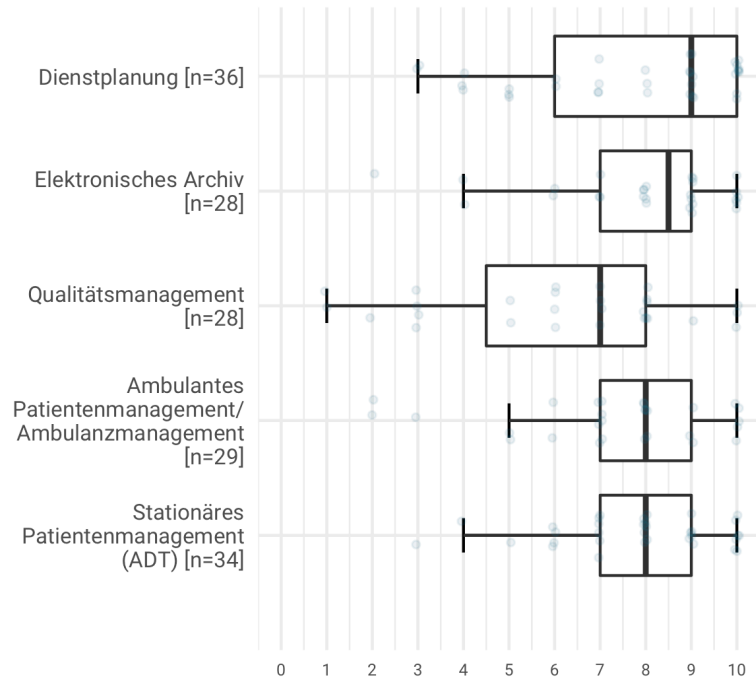 Dienstplanung [n=36]
Elektronisches Archiv
[n=28]
Qualitätsmanagement
[n=28]
Ambulantes
Patientenmanagement/
Ambulanzmanagement
[n=29]
Stationäres
Patientenmanagement
(ADT) [n=34]
0 1 2 3 4 5 6 7 8 9 10